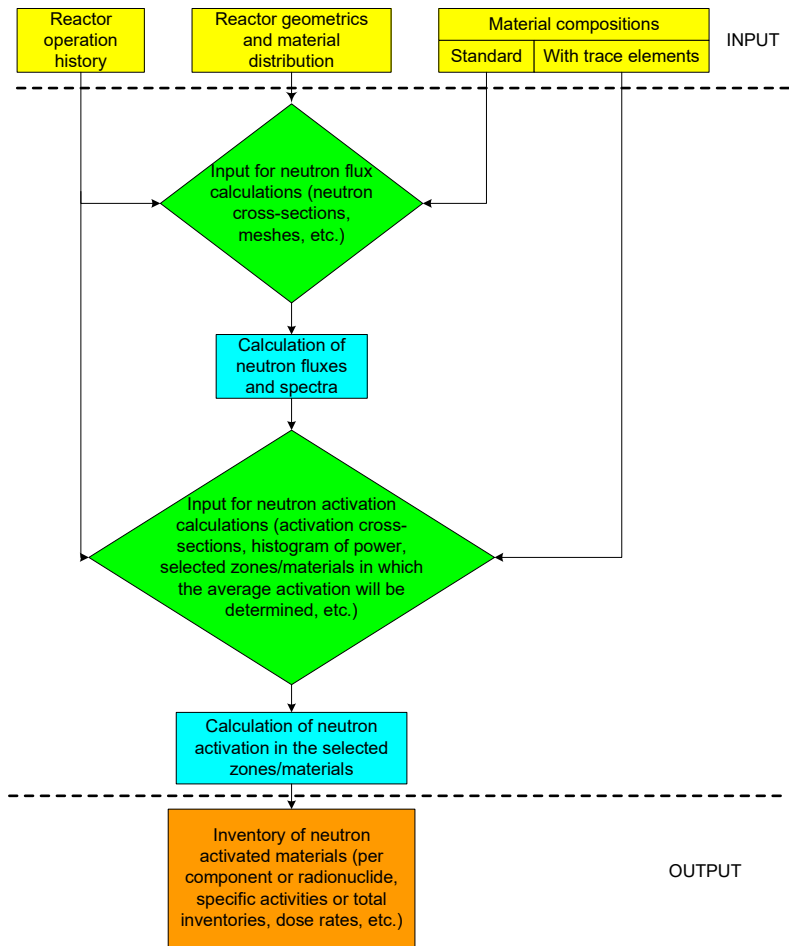 Reactor
operation
history
Reactor geometrics
and material
distribution
Material compositions
Standard
With trace elements
INPUT
Input for neutron flux
calculations (neutron
cross-sections,
meshes, etc.)
Calculation of
neutron fluxes
and spectra
Input for neutron activation
calculations (activation cross-
sections, histogram of power,
selected zones/materials in which
the average activation will be
determined, etc.)
Calculation of neutron
activation in the selected
zones/materials
Inventory of neutron
activated materials (per
component or radionuclide,
specific activities or total
inventories, dose rates, etc.)
OUTPUT